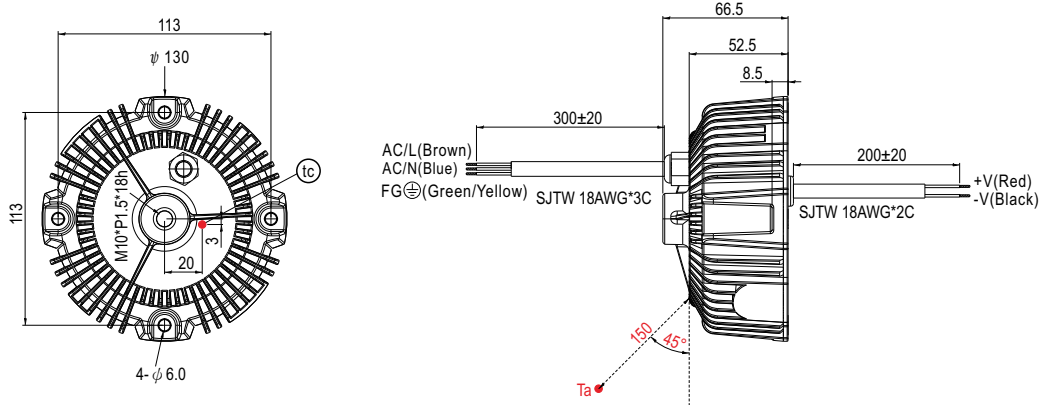 113
ψ 130
113
M10*P1.5*18h
tc
20
3
4- ϕ 6.0
66.5
52.5
8.5
300±20
AC/L(Brown)
AC/N(Blue)
FG⏚(Green/Yellow)
SJTW 18AWG*3C
200±20
+V(Red)
-V(Black)
SJTW 18AWG*2C
150
45°
Ta